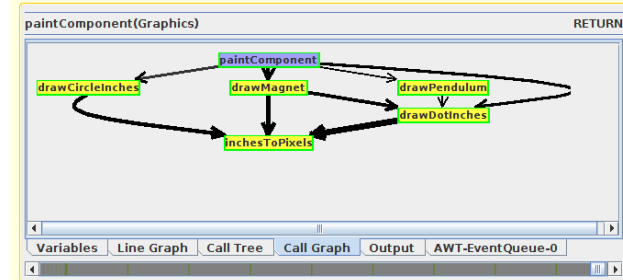 paintComponent(Graphics) RETURN
paintComponent
drawCircleInches drawMagnet drawPendulum
drawDotInches
inchesToPixels
Variables Line Graph Call Tree Call Graph Output AWT-EventQueue-0